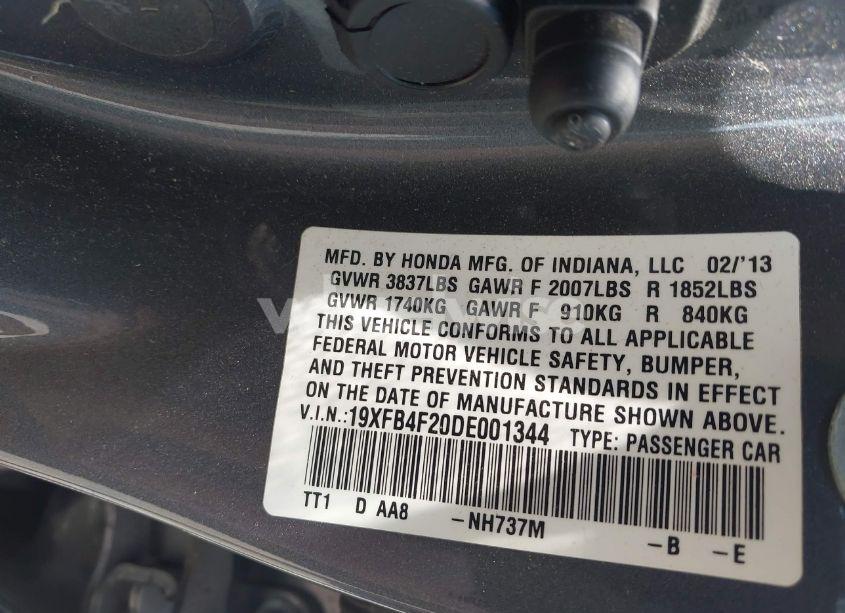 MFD. BY HONDA MFG. OF INDIANA, LLC 02/'13
GVWR 3837LBS GAWR F 2007LBS R 1852LBS
GVWR 1740KG GAWR F 910KG R 840KG
THIS VEHICLE CONFORMS TO ALL APPLICABLE
FEDERAL MOTOR VEHICLE SAFETY, BUMPER,
AND THEFT PREVENTION STANDARDS IN EFFECT
ON THE DATE OF MANUFACTURE SHOWN ABOVE.
V.I.N.:19XFB4F20DE001344 TYPE: PASSENGER CAR
TT1 D AA8 -NH737M -B -E